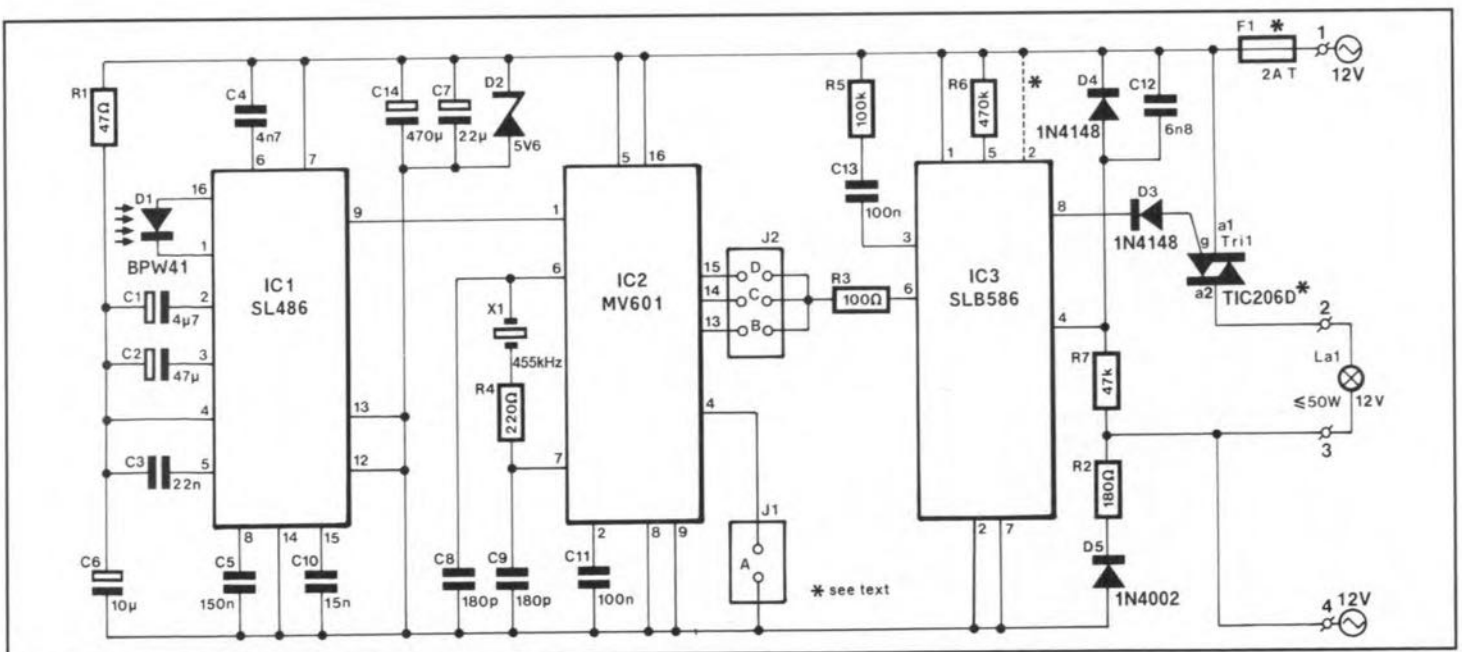 F1 *
1
2A T
12V
R1
47Ω
C4
4n7
C14
470µ
C7
22µ
D2
5V6
R5
100k
R6
470k
*
D4
1N4148
C12
6n8
6
7
5
16
1
5
2
D1
BPW41
16
1
9
1
C13
100n
3
8
D3
1N4148
a1
g
Tri1
a2
TIC206D*
IC1
SL486
6
IC2
MV601
J2
15
D
14
C
13
B
R3
100Ω
6
IC3
SLB586
4
2
C1
4µ7
2
C2
47µ
3
X1
455kHz
R4
220Ω
R7
47k
La1
≤50W
12V
4
13
4
3
C3
22n
5
12
7
R2
180Ω
J1
A
8
14
15
2
8
9
2
7
C6
10µ
C5
150n
C10
15n
C8
180p
C9
180p
C11
100n
* see text
D5
1N4002
4
12V